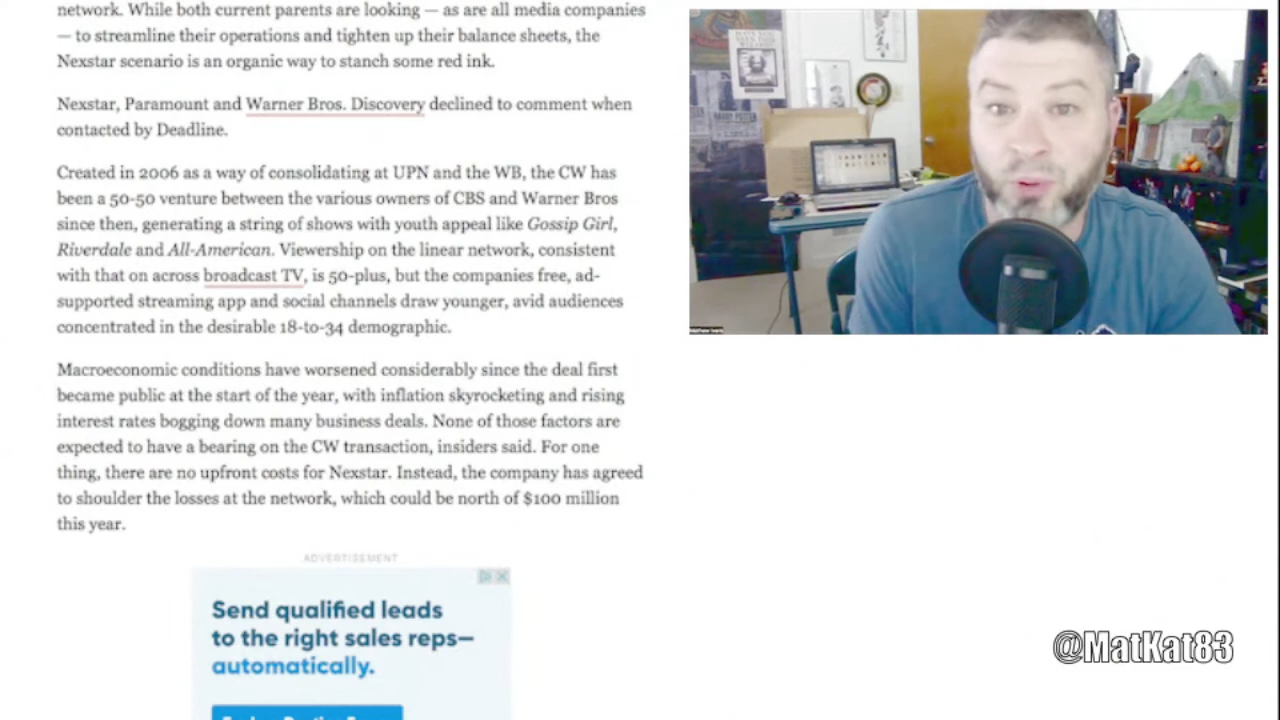 network. While both current parents are looking — as are all media companies
— to streamline their operations and tighten up their balance sheets, the
Nexstar scenario is an organic way to stanch some red ink.
Nexstar, Paramount and Warner Bros. Discovery declined to comment when
contacted by Deadline.
Created in 2006 as a way of consolidating at UPN and the WB, the CW has
been a 50-50 venture between the various owners of CBS and Warner Bros
since then, generating a string of shows with youth appeal like Gossip Girl,
Riverdale and All-American. Viewership on the linear network, consistent
with that on across broadcast TV, is 50-plus, but the companies free, ad-
supported streaming app and social channels draw younger, avid audiences
concentrated in the desirable 18-to-34 demographic.
Macroeconomic conditions have worsened considerably since the deal first
became public at the start of the year, with inflation skyrocketing and rising
interest rates bogging down many business deals. None of those factors are
expected to have a bearing on the CW transaction, insiders said. For one
thing, there are no upfront costs for Nexstar. Instead, the company has agreed
to shoulder the losses at the network, which could be north of $100 million
this year.
ADVERTISEMENT
Send qualified leads
to the right sales reps—
automatically.
@MatKat83